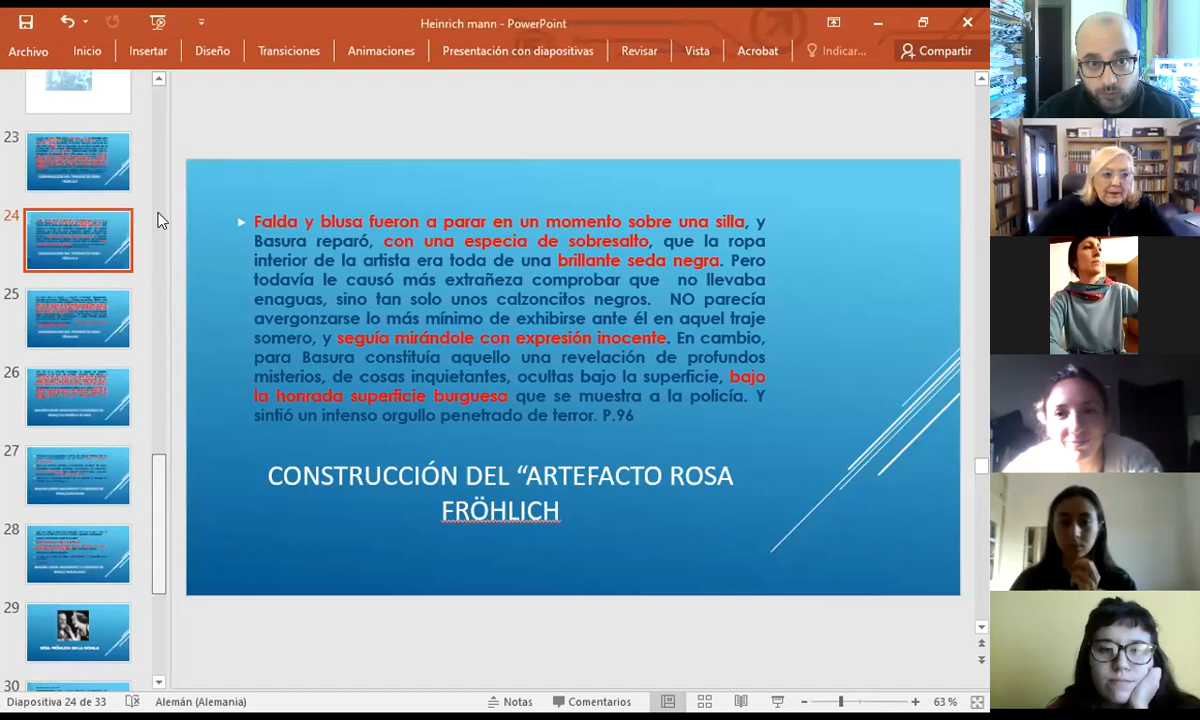 Heinrich mann - PowerPoint
Archivo Inicio Insertar Diseño Transiciones Animaciones Presentación con diapositivas Revisar Vista Acrobat Indicar... Compartir
23
24
25
26
27
28
29
30
Falda y blusa fueron a parar en un momento sobre una silla, y
Basura reparó, con una especia de sobresalto, que la ropa
interior de la artista era toda de una brillante seda negra. Pero
todavía le causó más extrañeza comprobar que no llevaba
enaguas, sino tan solo unos calzoncitos negros. NO parecía
avergonzarse lo más mínimo de exhibirse ante él en aquel traje
somero, y seguía mirándole con expresión inocente. En cambio,
para Basura constituía aquello una revelación de profundos
misterios, de cosas inquietantes, ocultas bajo la superficie, bajo
la honrada superficie burguesa que se muestra a la policía. Y
sintió un intenso orgullo penetrado de terror. P.96
CONSTRUCCIÓN DEL “ARTEFACTO ROSA
FRÖHLICH
Diapositiva 24 de 33 Alemán (Alemania) Notas Comentarios 63 %